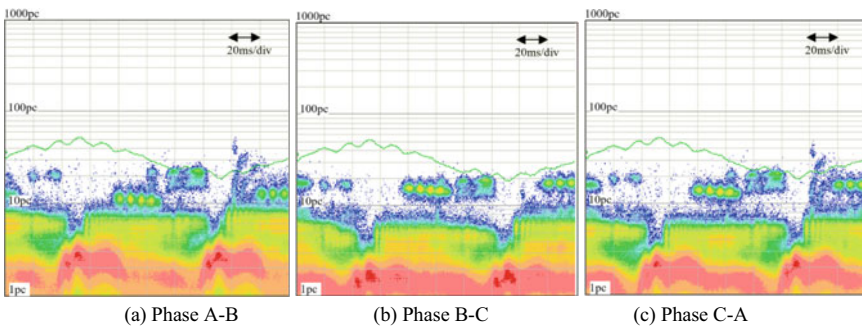 1000pc
20ms/div
100pc
10pc
1pc
(a) Phase A-B
1000pc
20ms/div
100pc
10pc
1pc
(b) Phase B-C
1000pc
20ms/div
100pc
10pc
1pc
(c) Phase C-A